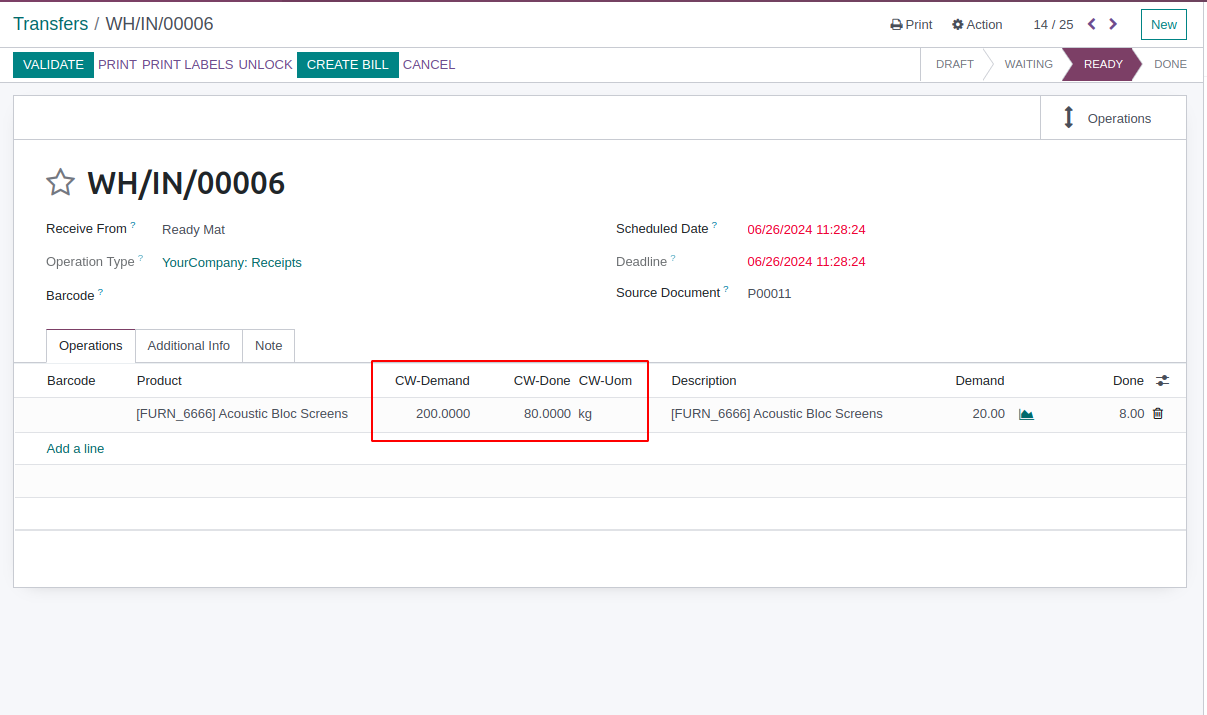 Transfers / WH/IN/00006 Print Action 14 / 25 New
VALIDATE PRINT PRINT LABELS UNLOCK CREATE BILL CANCEL DRAFT WAITING READY DONE
Operations
WH/IN/00006
Receive From ? Ready Mat Scheduled Date ? 06/26/2024 11:28:24
Operation Type ? YourCompany: Receipts Deadline ? 06/26/2024 11:28:24
Barcode ? Source Document ? P00011
Operations Additional Info Note
Barcode Product CW-Demand CW-Done CW-Uom Description Demand Done
[FURN_6666] Acoustic Bloc Screens 200.0000 80.0000 kg [FURN_6666] Acoustic Bloc Screens 20.00 8.00
Add a line